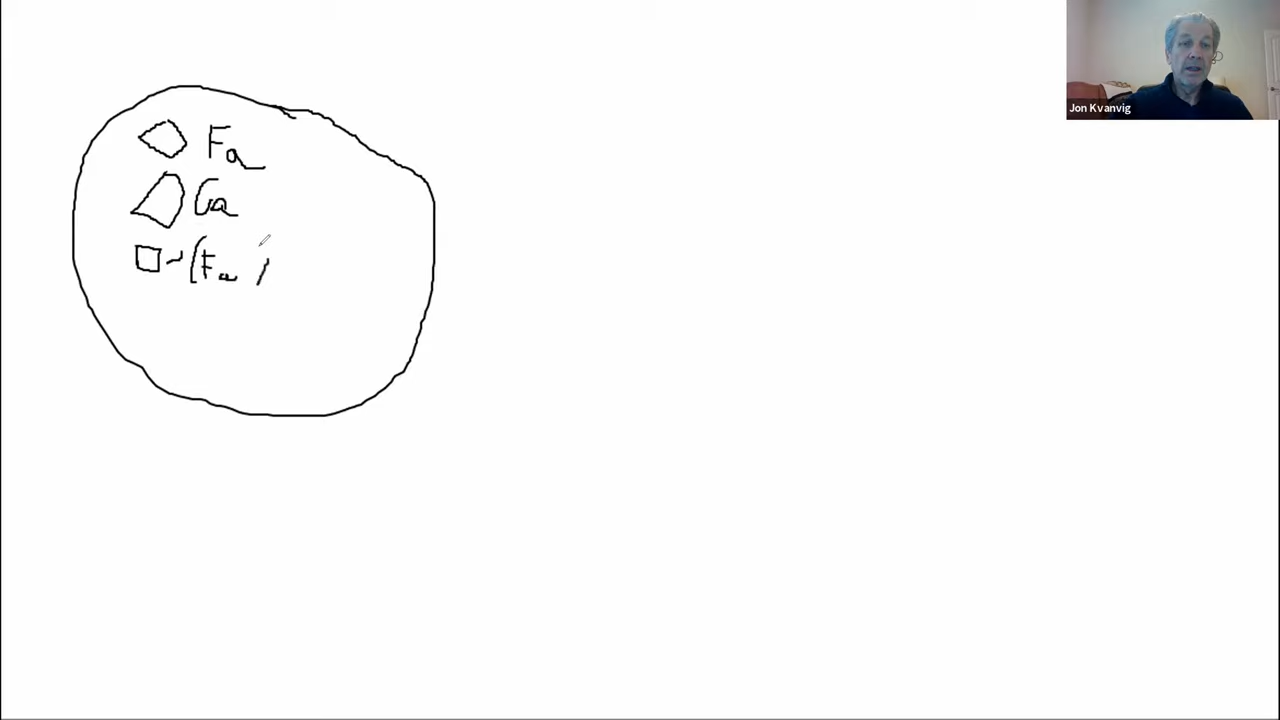 ◇ Fa
◇ Ga
□ ~ (Fa /
Jon Kvanvig